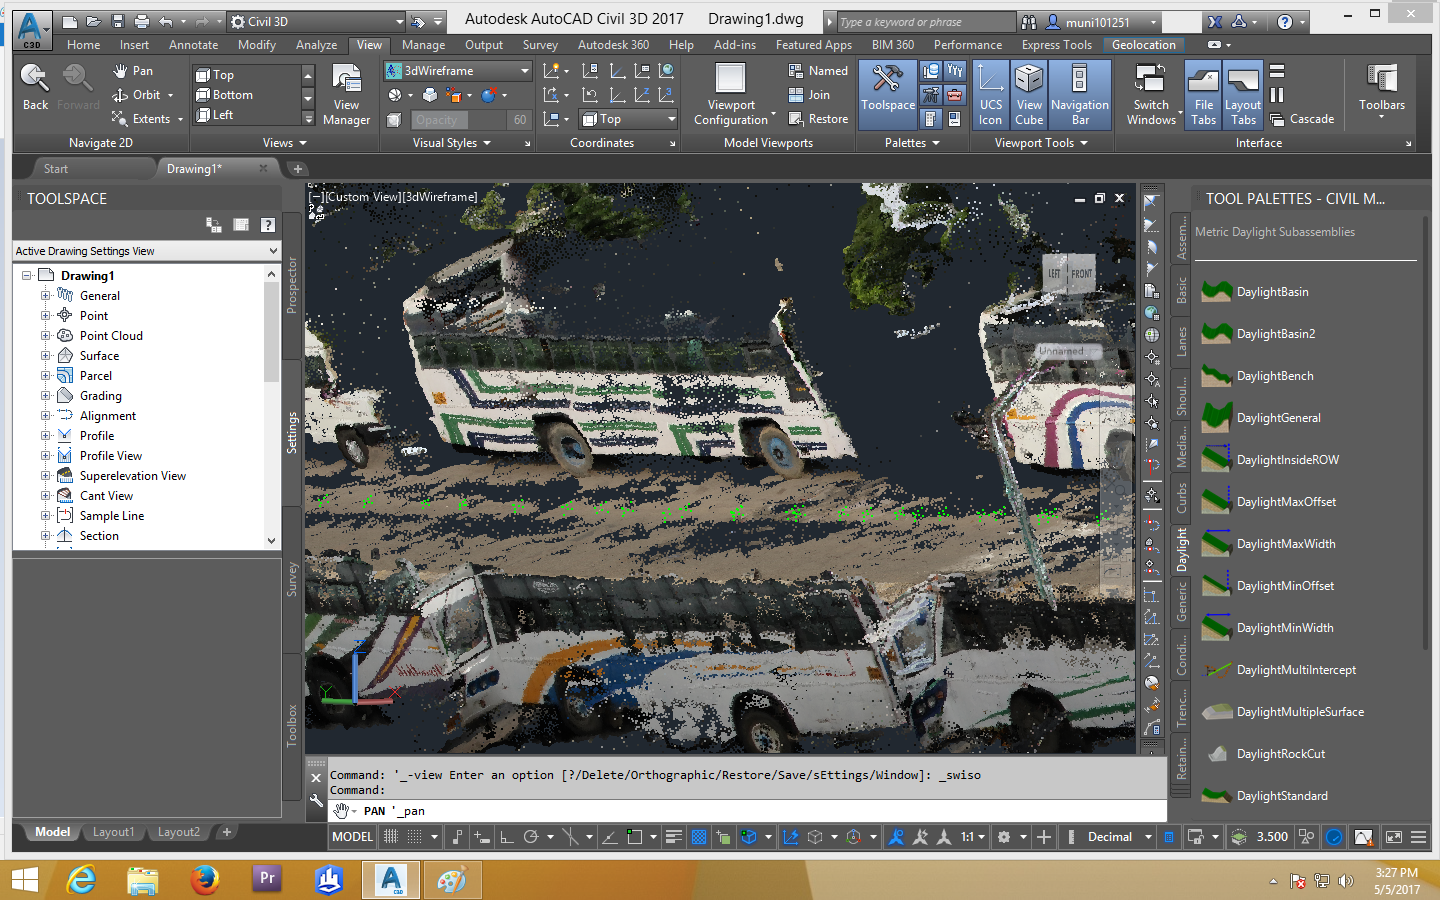 Civil 3D
Autodesk AutoCAD Civil 3D 2017 Drawing1.dwg
Type a keyword or phrase
muni101251
C3D
Home Insert Annotate Modify Analyze View Manage Output Survey Autodesk 360 Help Add-ins Featured Apps BIM 360 Performance Express Tools Geolocation
Back
Forward
Pan
Orbit
Extents
Navigate 2D
Top
Bottom
Left
View
Manager
Views
3dWireframe
Opacity 60
Visual Styles
Top
Coordinates
Viewport
Configuration
Named
Join
Restore
Model Viewports
Toolspace
Palettes
UCS
Icon
View
Cube
Navigation
Bar
Viewport Tools
Switch
Windows
File
Tabs
Layout
Tabs
Cascade
Interface
Toolbars
Start
Drawing1*
TOOLSPACE
Active Drawing Settings View
Drawing1
General
Point
Point Cloud
Surface
Parcel
Grading
Alignment
Profile
Profile View
Superelevation View
Cant View
Sample Line
Section
Prospector
Settings
Survey
Toolbox
[−][Custom View][3dWireframe]
LEFT
FRONT
Unnamed
TOOL PALETTES - CIVIL M...
Metric Daylight Subassemblies
DaylightBasin
DaylightBasin2
DaylightBench
DaylightGeneral
DaylightInsideROW
DaylightMaxOffset
DaylightMaxWidth
DaylightMinOffset
DaylightMinWidth
DaylightMultiIntercept
DaylightMultipleSurface
DaylightRockCut
DaylightStandard
Assem...
Basic
Lanes
Shoul...
Media...
Curbs
Daylight
Generic
Condi...
Trenc...
Retain...
Command: '_-view Enter an option [?/Delete/Orthographic/Restore/Save/sEttings/Window]: _swiso
Command:
PAN '_pan
Model Layout1 Layout2
MODEL
1:1
Decimal
3.500
Pr
C3D
3:27 PM
5/5/2017